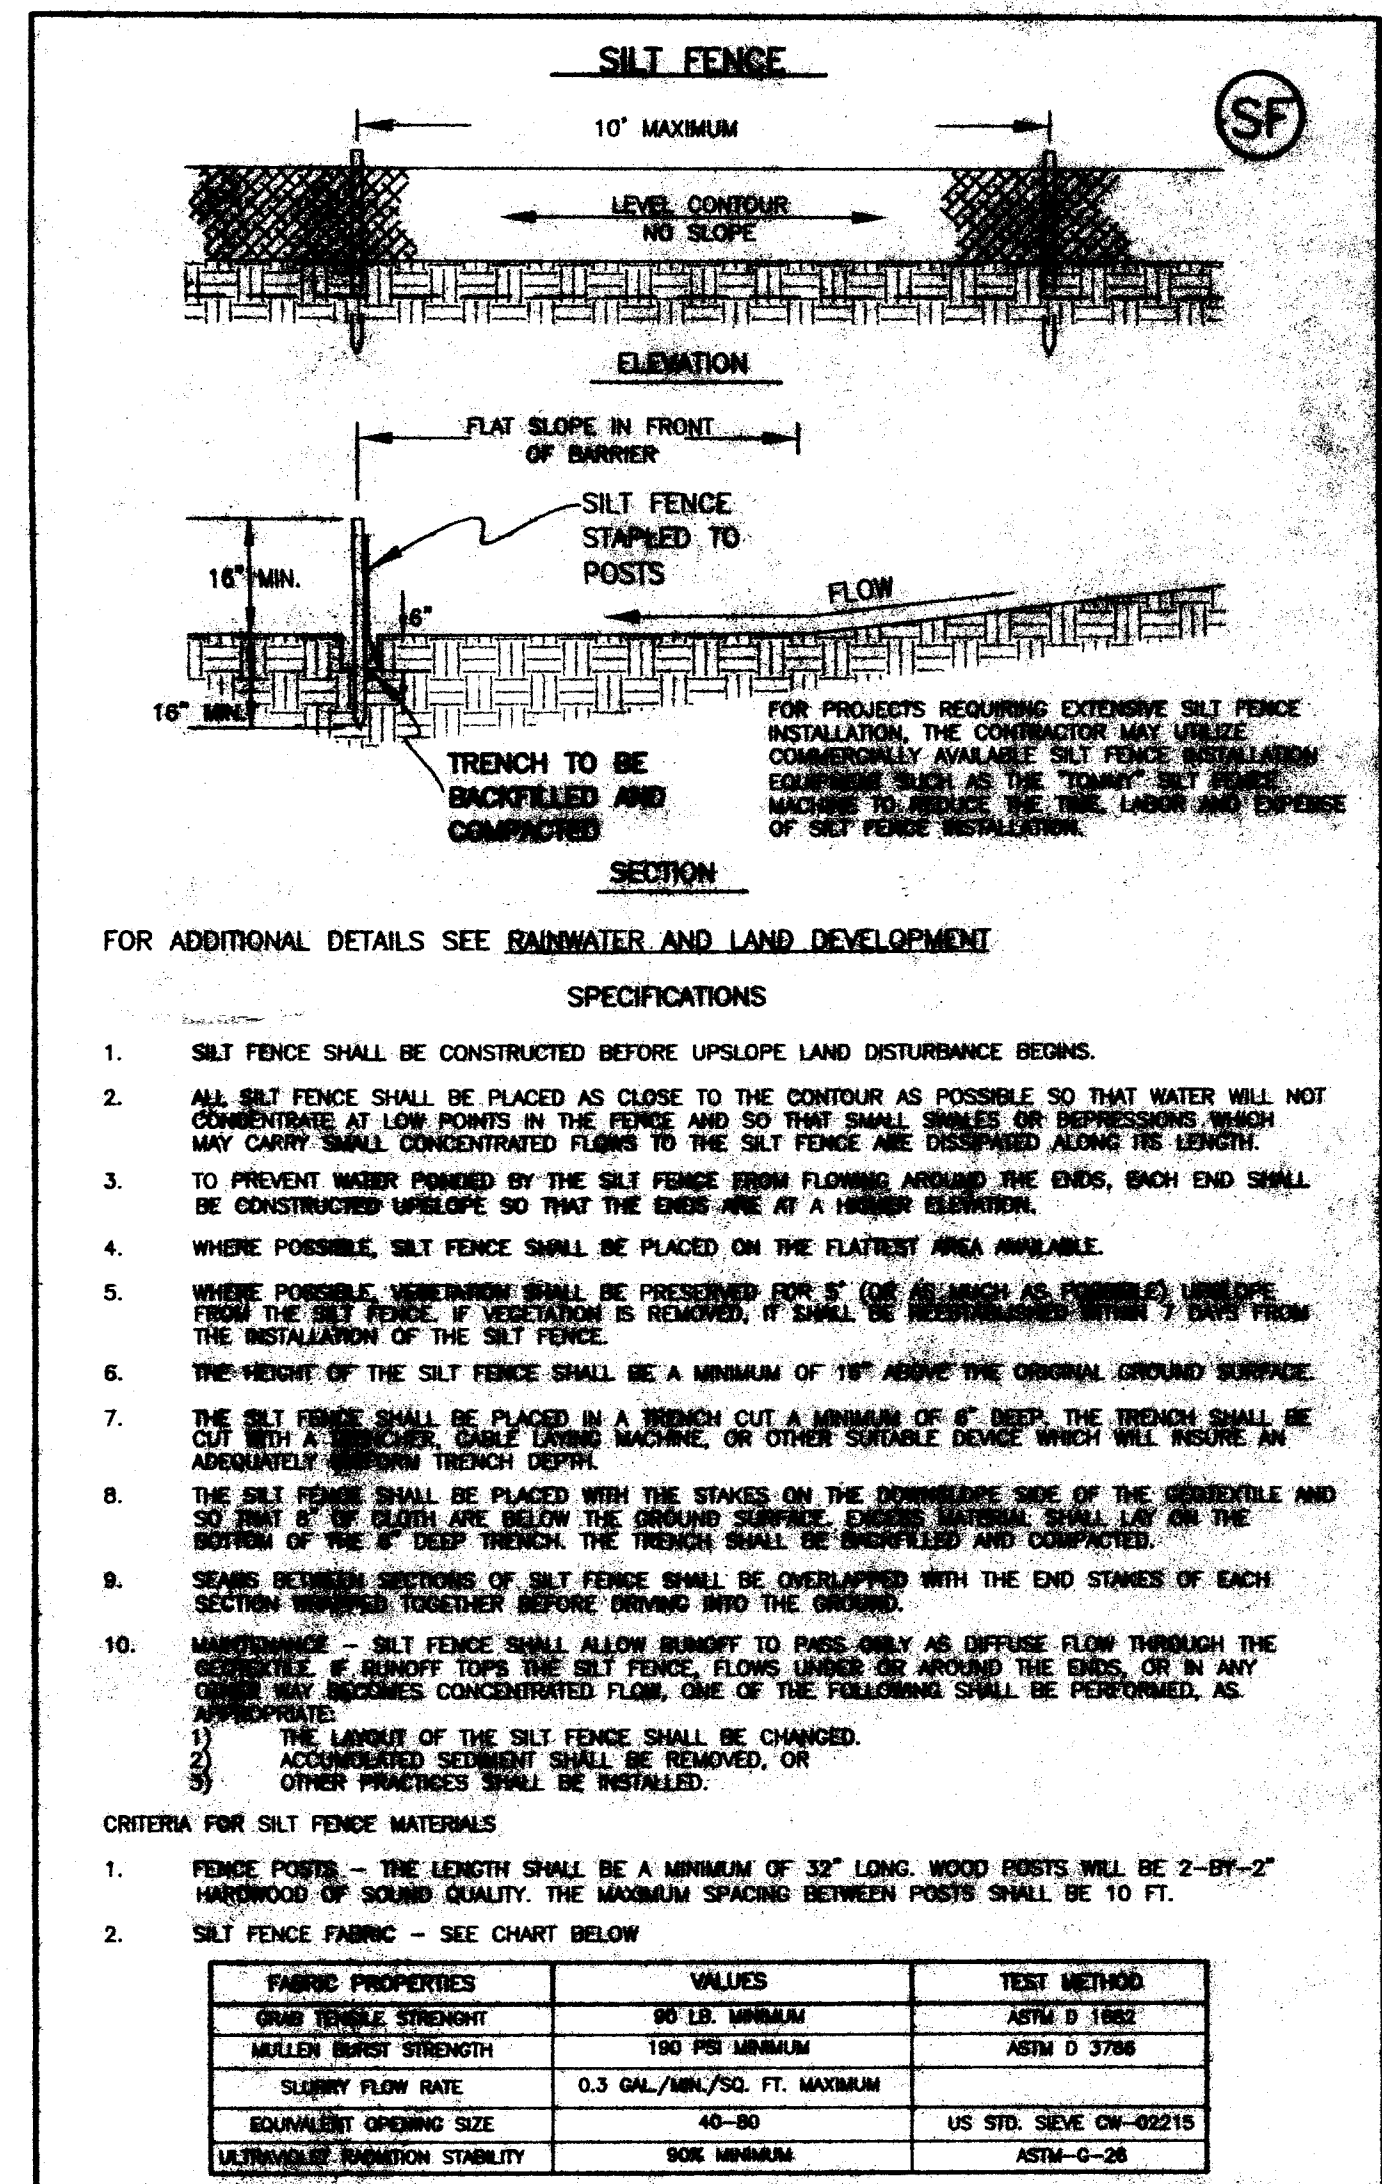 SILT FENCE
SF
10' MAXIMUM
LEVEL CONTOUR
NO SLOPE
ELEVATION
FLAT SLOPE IN FRONT
OF BARRIER
SILT FENCE
STAPLED TO
POSTS
16" MIN.
FLOW
6"
16" MIN.
FOR PROJECTS REQUIRING EXTENSIVE SILT FENCE
INSTALLATION, THE CONTRACTOR MAY UTILIZE
COMMERCIALLY AVAILABLE SILT FENCE INSTALLATION
EQUIPMENT SUCH AS THE "TOMMY" SILT FENCE
MACHINE TO REDUCE THE TIME, LABOR AND EXPENSE
OF SILT FENCE INSTALLATION.
TRENCH TO BE
BACKFILLED AND
COMPACTED
SECTION
FOR ADDITIONAL DETAILS SEE RAINWATER AND LAND DEVELOPMENT
SPECIFICATIONS
1. SILT FENCE SHALL BE CONSTRUCTED BEFORE UPSLOPE LAND DISTURBANCE BEGINS.
2. ALL SILT FENCE SHALL BE PLACED AS CLOSE TO THE CONTOUR AS POSSIBLE SO THAT WATER WILL NOT
CONCENTRATE AT LOW POINTS IN THE FENCE AND SO THAT SMALL SWALES OR DEPRESSIONS WHICH
MAY CARRY SMALL CONCENTRATED FLOWS TO THE SILT FENCE ARE DISSIPATED ALONG ITS LENGTH.
3. TO PREVENT WATER PONDED BY THE SILT FENCE FROM FLOWING AROUND THE ENDS, EACH END SHALL
BE CONSTRUCTED UPSLOPE SO THAT THE ENDS ARE AT A HIGHER ELEVATION.
4. WHERE POSSIBLE, SILT FENCE SHALL BE PLACED ON THE FLATTEST AREA AVAILABLE.
5. WHERE POSSIBLE, VEGETATION SHALL BE PRESERVED FOR 5' (OR AS MUCH AS POSSIBLE) UPSLOPE
FROM THE SILT FENCE. IF VEGETATION IS REMOVED, IT SHALL BE REESTABLISHED WITHIN 7 DAYS FROM
THE INSTALLATION OF THE SILT FENCE.
6. THE HEIGHT OF THE SILT FENCE SHALL BE A MINIMUM OF 16" ABOVE THE ORIGINAL GROUND SURFACE.
7. THE SILT FENCE SHALL BE PLACED IN A TRENCH CUT A MINIMUM OF 6" DEEP. THE TRENCH SHALL BE
CUT WITH A TRENCHER, CABLE LAYING MACHINE, OR OTHER SUITABLE DEVICE WHICH WILL INSURE AN
ADEQUATELY UNIFORM TRENCH DEPTH.
8. THE SILT FENCE SHALL BE PLACED WITH THE STAKES ON THE DOWNSLOPE SIDE OF THE GEOTEXTILE AND
SO THAT 8" OF CLOTH ARE BELOW THE GROUND SURFACE. EXCESS MATERIAL SHALL LAY ON THE
BOTTOM OF THE 6" DEEP TRENCH. THE TRENCH SHALL BE BACKFILLED AND COMPACTED.
9. SEAMS BETWEEN SECTIONS OF SILT FENCE SHALL BE OVERLAPPED WITH THE END STAKES OF EACH
SECTION WRAPPED TOGETHER BEFORE DRIVING INTO THE GROUND.
10. MAINTENANCE – SILT FENCE SHALL ALLOW RUNOFF TO PASS ONLY AS DIFFUSE FLOW THROUGH THE
GEOTEXTILE. IF RUNOFF TOPS THE SILT FENCE, FLOWS UNDER OR AROUND THE ENDS, OR IN ANY
OTHER WAY BECOMES CONCENTRATED FLOW, ONE OF THE FOLLOWING SHALL BE PERFORMED, AS
APPROPRIATE:
1) THE LAYOUT OF THE SILT FENCE SHALL BE CHANGED.
2) ACCUMULATED SEDIMENT SHALL BE REMOVED, OR
3) OTHER PRACTICES SHALL BE INSTALLED.
CRITERIA FOR SILT FENCE MATERIALS
1. FENCE POSTS – THE LENGTH SHALL BE A MINIMUM OF 32" LONG. WOOD POSTS WILL BE 2-BY-2"
HARDWOOD OF SOUND QUALITY. THE MAXIMUM SPACING BETWEEN POSTS SHALL BE 10 FT.
2. SILT FENCE FABRIC – SEE CHART BELOW
FABRIC PROPERTIES VALUES TEST METHOD
GRAB TENSILE STRENGHT 90 LB. MINIMUM ASTM D 1682
MULLEN BURST STRENGTH 190 PSI MINIMUM ASTM D 3786
SLURRY FLOW RATE 0.3 GAL./MIN./SQ. FT. MAXIMUM
EQUIVALENT OPENING SIZE 40-80 US STD. SIEVE CW-02215
ULTRAVIOLET RADIATION STABILITY 90% MINIMUM ASTM-G-26